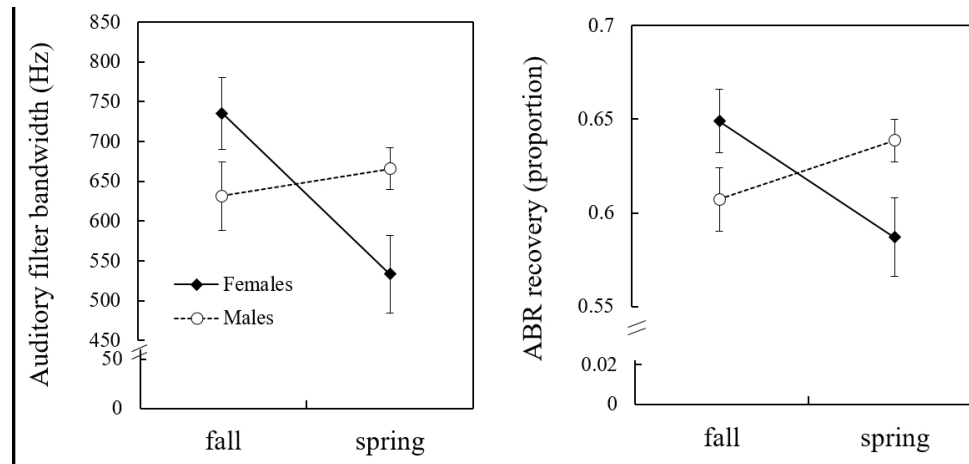 Auditory filter bandwidth (Hz)
850
800
750
700
650
600
550
500
450
50
0
Females
Males
fall
spring
ABR recovery (proportion)
0.7
0.65
0.6
0.55
0.02
0
fall
spring